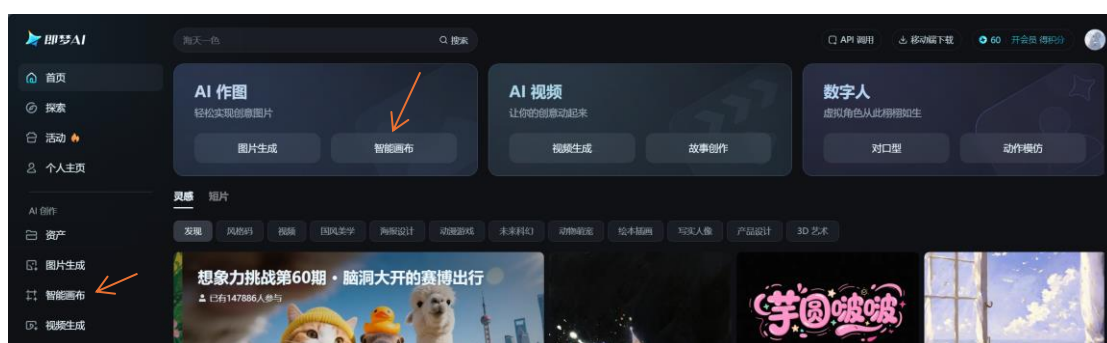 即梦AI
海天一色
搜索
API 调用
移动端下载
60 开会员 得积分
首页
探索
活动
个人主页
AI 创作
资产
图片生成
智能画布
视频生成
AI 作图
轻松实现创意图片
图片生成
智能画布
AI 视频
让你的创意动起来
视频生成
故事创作
数字人
虚拟角色从此栩栩如生
对口型
动作模仿
灵感 短片
发现 风格码 视频 国风美学 海报设计 动漫游戏 未来科幻 动物萌宠 绘本插画 写实人像 产品设计 3D 艺术
想象力挑战第60期・脑洞大开的赛博出行
已有147886人参与
芋圆啵啵